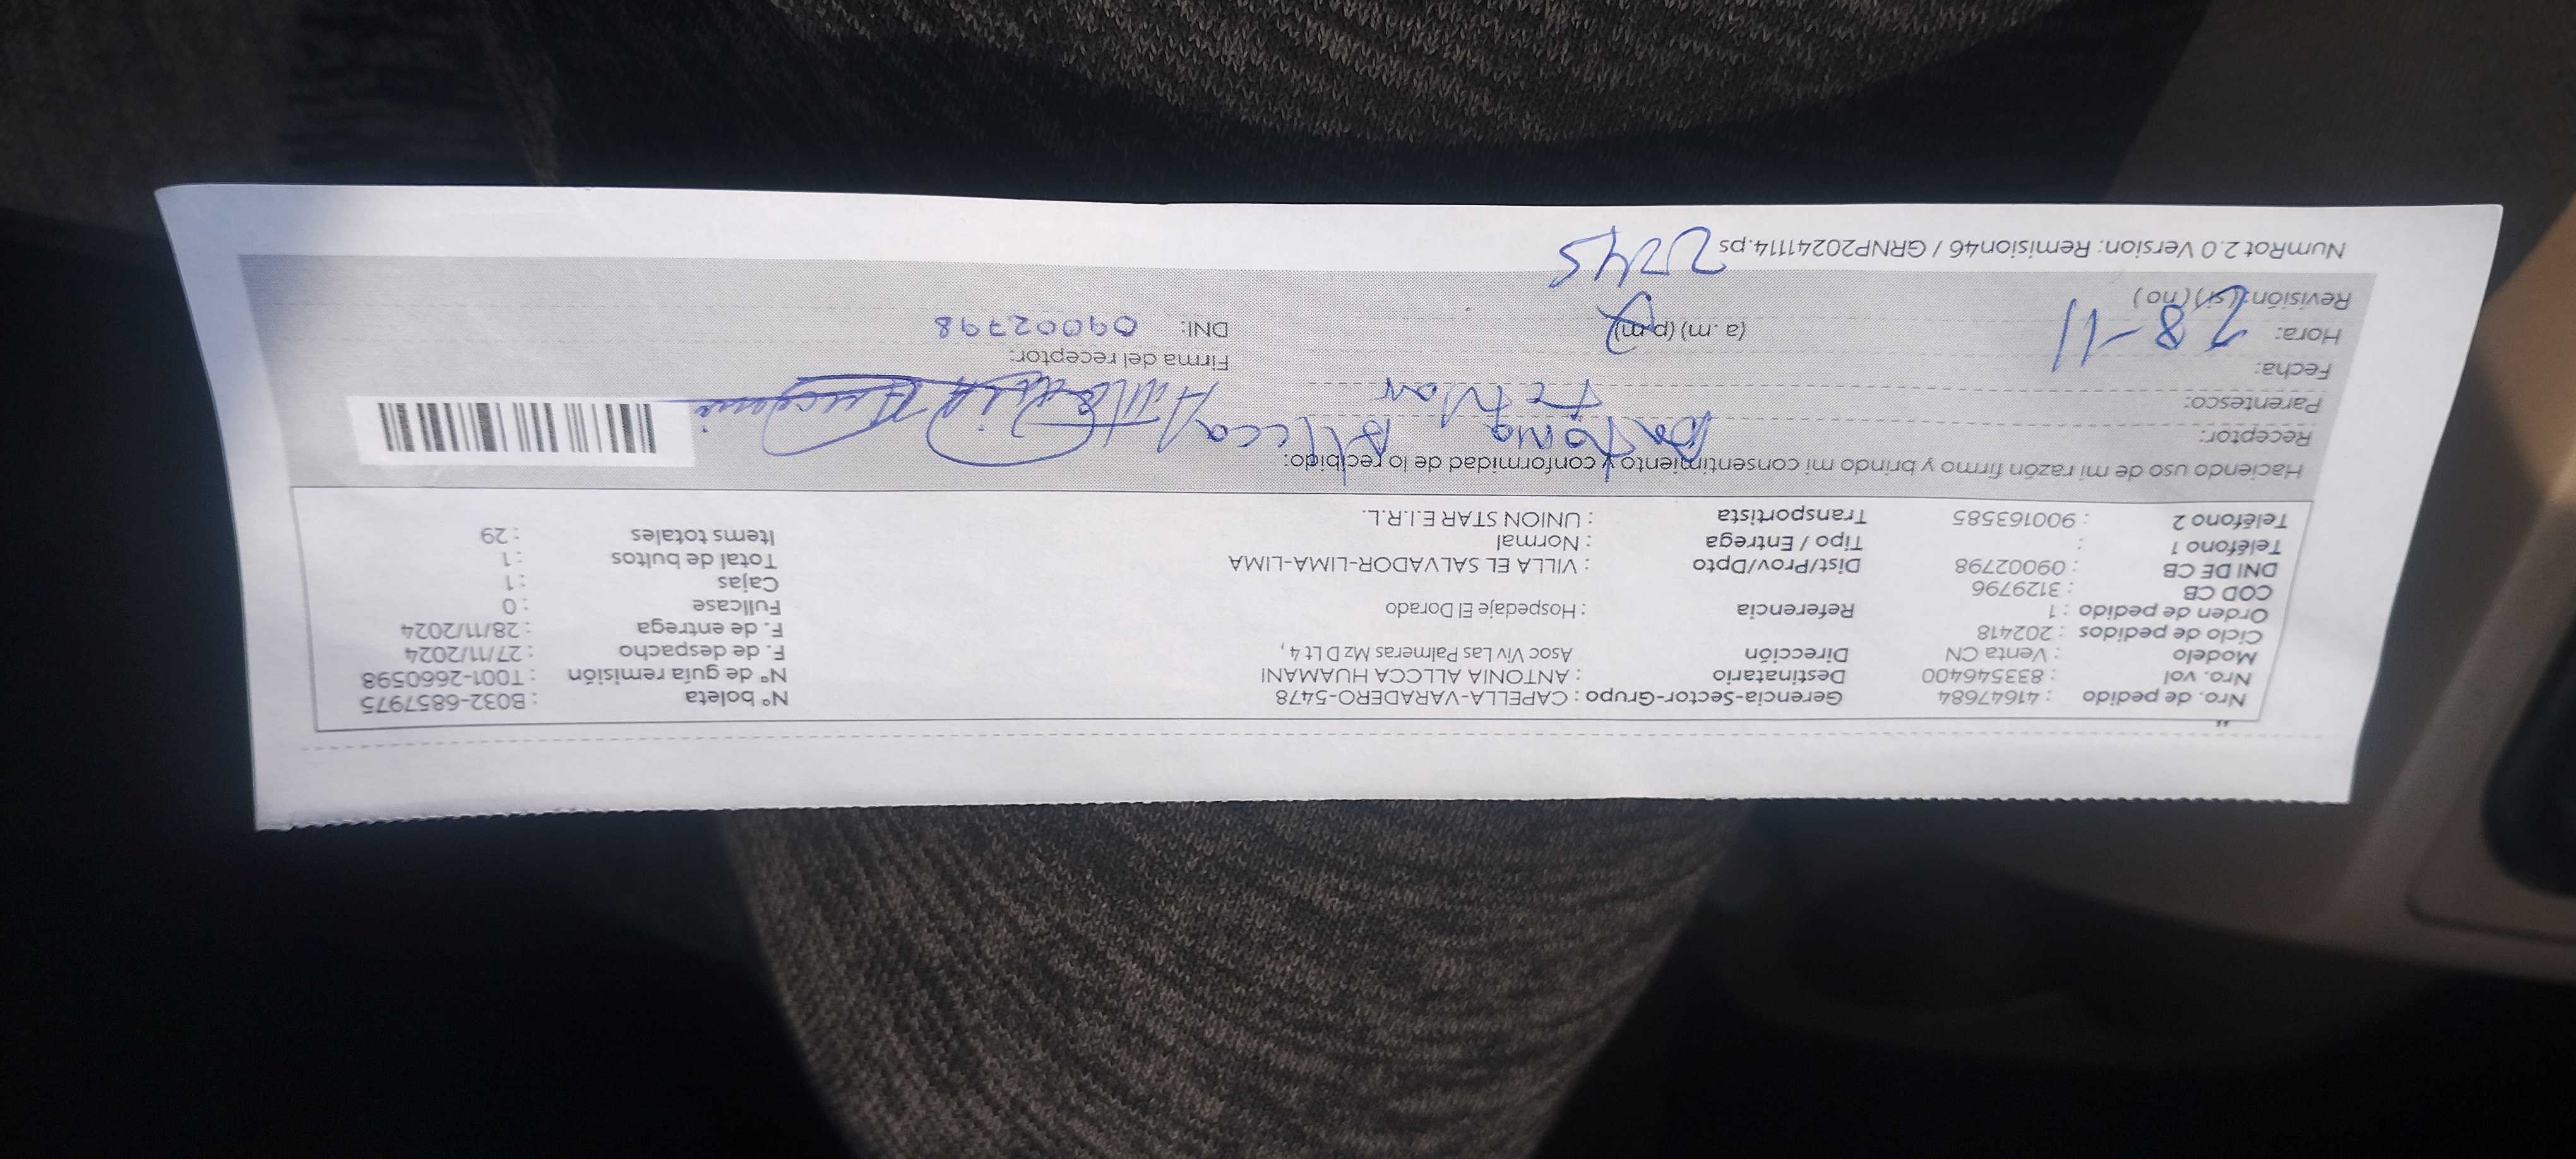 "
Nro. de pedido : 41647684 Gerencia-Sector-Grupo : CAPELLA-VARADERO-5478 N° boleta : B032-6857975
Nro. vol : 833546400 Destinatario : ANTONIA ALLCCA HUAMANI N° de guía remisión : T001-2660598
Modelo : Venta CN Dirección Asoc Viv Las Palmeras Mz D Lt 4 , F. de despacho : 27/11/2024
Ciclo de pedidos : 202418 F. de entrega : 28/11/2024
Orden de pedido : 1 Referencia : Hospedaje El Dorado Fullcase : 0
COD CB : 3129796 Cajas : 1
DNI DE CB : 09002798 Dist/Prov/Dpto : VILLA EL SALVADOR-LIMA-LIMA Total de bultos : 1
Teléfono 1 : Tipo / Entrega : Normal Items totales : 29
Teléfono 2 : 900163585 Transportista : UNION STAR E.I.R.L.
Haciendo uso de mi razón firmo y brindo mi consentimiento y conformidad de lo recibido:
Receptor: Antonia Allcca
Parentesco: Titular
Fecha: 28-11 Firma del receptor:
Hora: (a. m) (p. m) DNI: 09002798
Revisión: (si) (no)
2245
NumRot 2.0 Version: Remision46 / GRNP20241114.ps